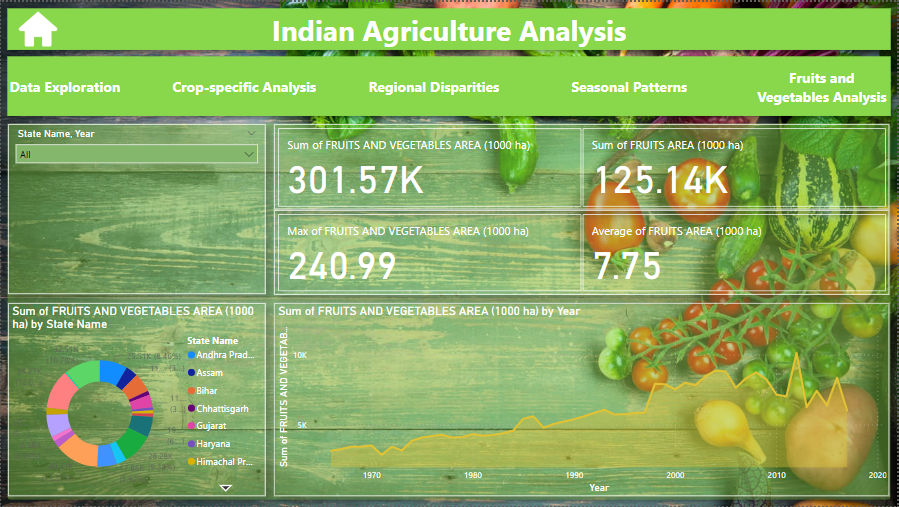 Indian Agriculture Analysis
Data Exploration
Crop-specific Analysis
Regional Disparities
Seasonal Patterns
Fruits and
Vegetables Analysis
State Name, Year
All
Sum of FRUITS AND VEGETABLES AREA (1000 ha)
301.57K
Sum of FRUITS AREA (1000 ha)
125.14K
Max of FRUITS AND VEGETABLES AREA (1000 ha)
240.99
Average of FRUITS AREA (1000 ha)
7.75
Sum of FRUITS AND VEGETABLES AREA (1000
ha) by State Name
State Name
Andhra Prad...
Assam
Bihar
Chhattisgarh
Gujarat
Haryana
Himachal Pr...
Sum of FRUITS AND VEGETABLES AREA (1000 ha) by Year
Sum of FRUITS AND VEGETAB...
10K
5K
1970
1980
1990
2000
2010
2020
Year